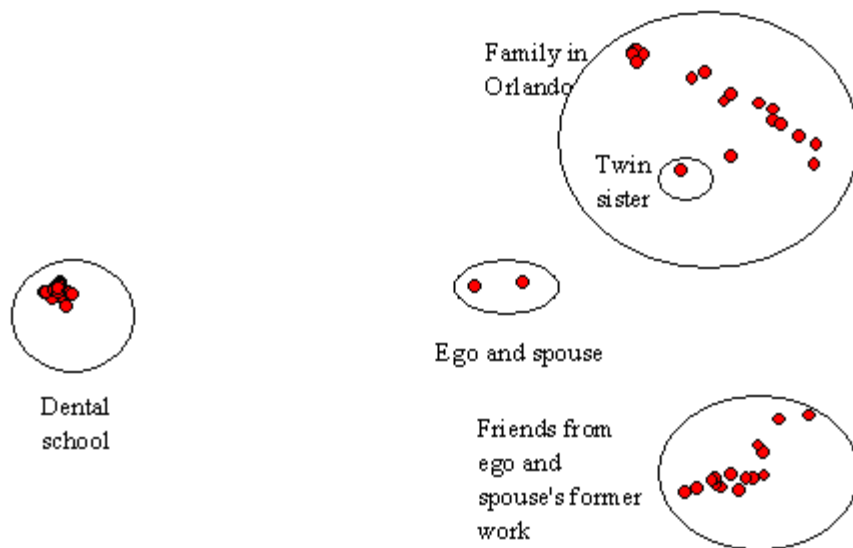 Family in
Orlando
Twin
sister
Ego and spouse
Dental
school
Friends from
ego and
spouse's former
work